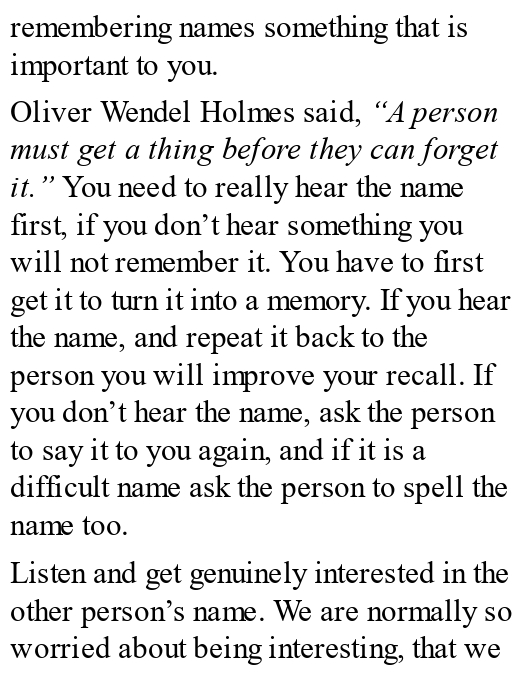 remembering names something that is
important to you.
Oliver Wendel Holmes said, “A person
must get a thing before they can forget
it.” You need to really hear the name
first, if you don’t hear something you
will not remember it. You have to first
get it to turn it into a memory. If you hear
the name, and repeat it back to the
person you will improve your recall. If
you don’t hear the name, ask the person
to say it to you again, and if it is a
difficult name ask the person to spell the
name too.
Listen and get genuinely interested in the
other person’s name. We are normally so
worried about being interesting, that we